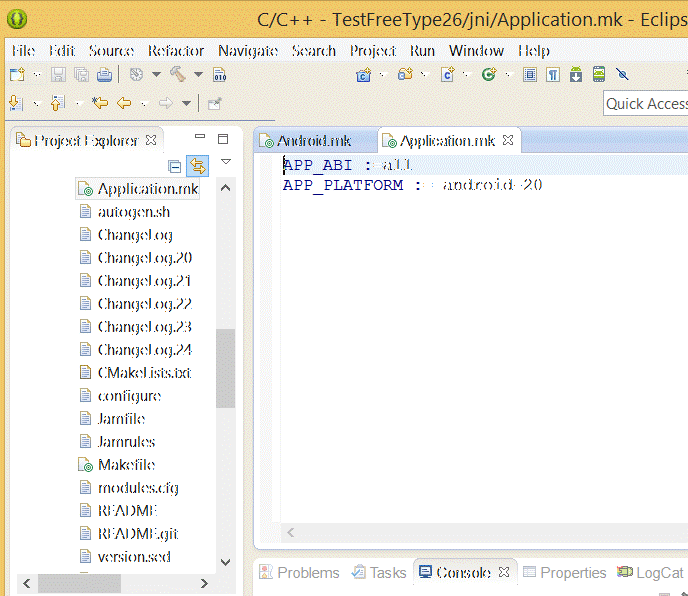 C/C++ - TestFreeType26/jni/Application.mk - Eclips
File Edit Source Refactor Navigate Search Project Run Window Help
Quick Access
Project Explorer
Android.mk Application.mk
APP_ABI := all
APP_PLATFORM := android-20
Application.mk
autogen.sh
ChangeLog
ChangeLog.20
ChangeLog.21
ChangeLog.22
ChangeLog.23
ChangeLog.24
CMakeLists.txt
configure
Jamfile
Jamrules
Makefile
modules.cfg
README
README.git
version.sed
Problems Tasks Console Properties LogCat